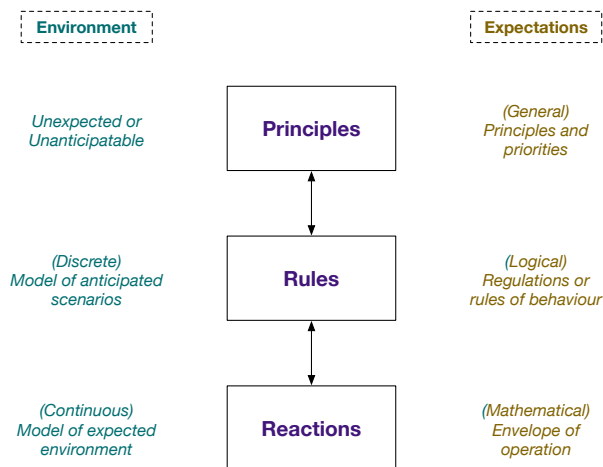 Environment
Expectations
Unexpected or
Unanticipatable
Principles
(General)
Principles and
priorities
(Discrete)
Model of anticipated
scenarios
Rules
(Logical)
Regulations or
rules of behaviour
(Continuous)
Model of expected
environment
Reactions
(Mathematical)
Envelope of
operation